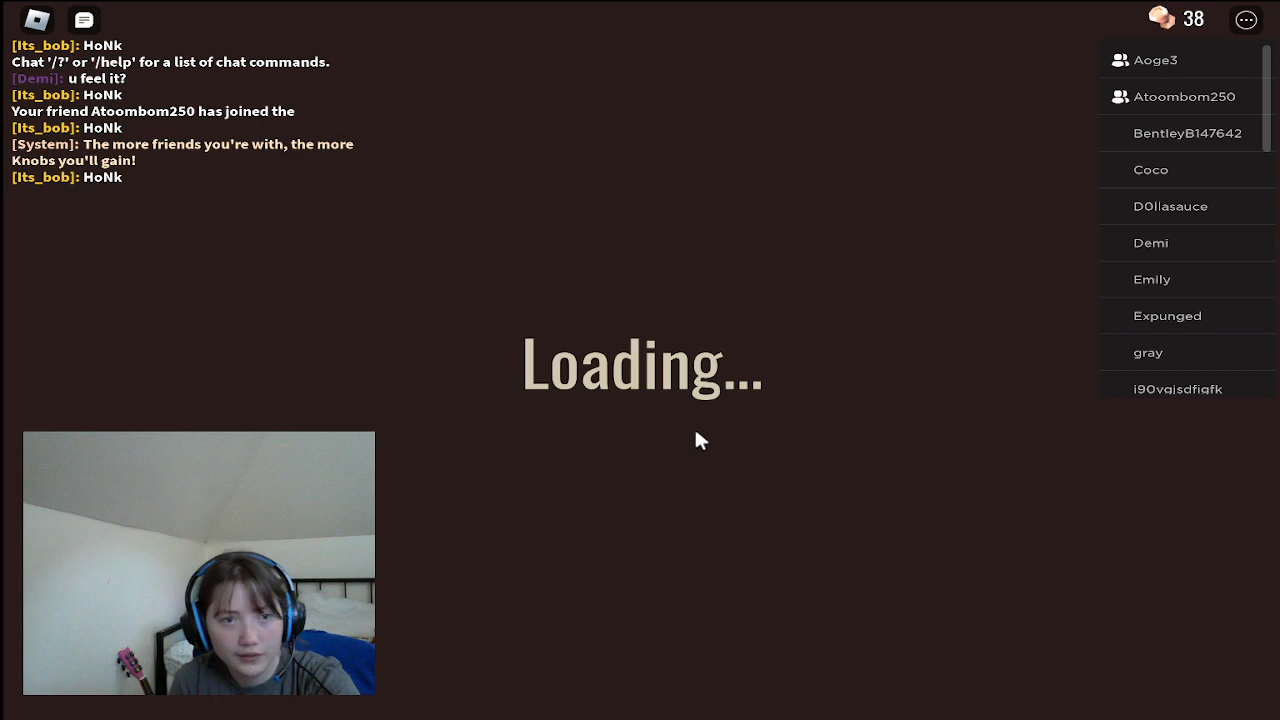 [Its_bob]: HoNk
Chat '/?' or '/help' for a list of chat commands.
[Demi]: u feel it?
[Its_bob]: HoNk
Your friend Atoombom250 has joined the
[Its_bob]: HoNk
[System]: The more friends you're with, the more
Knobs you'll gain!
[Its_bob]: HoNk
38
Aoge3
Atoombom250
BentleyB147642
Coco
D0llasauce
Demi
Emily
Expunged
gray
i90vgjsdfigfk
Loading...